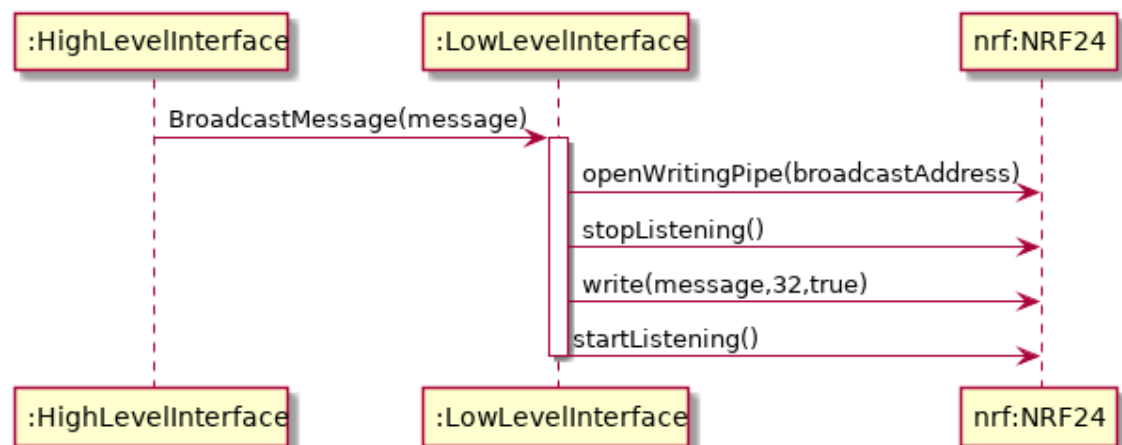 :HighLevelInterface
:LowLevelInterface
nrf:NRF24
BroadcastMessage(message)
openWritingPipe(broadcastAddress)
stopListening()
write(message,32,true)
startListening()
:HighLevelInterface
:LowLevelInterface
nrf:NRF24